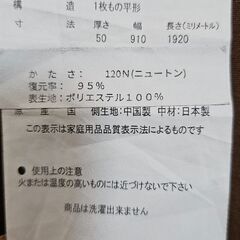 構　造　1枚もの平形
寸　法　厚さ　幅　長さ(ミリメートル)
50　910　1920
かたさ：120N(ニュートン)
復元率：95%
表生地：ポリエステル100%
原　産　国　側生地:中国製　中材:日本製
この表示は家庭用品品質表示法によるものです
●使用上の注意
火または温度の高いものには近づけないで下さい
商品は洗濯出来ません